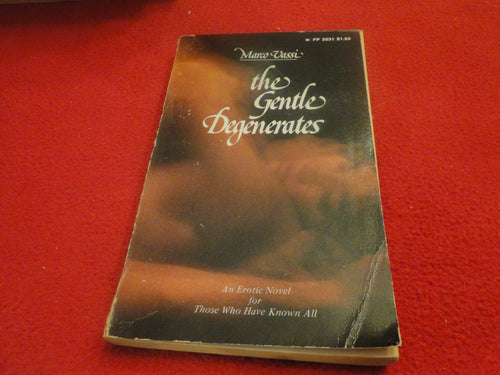 PP 2031 $1.95
Marco Vassi
the
Gentle
Degenerates
An Erotic Novel
for
Those Who Have Known All